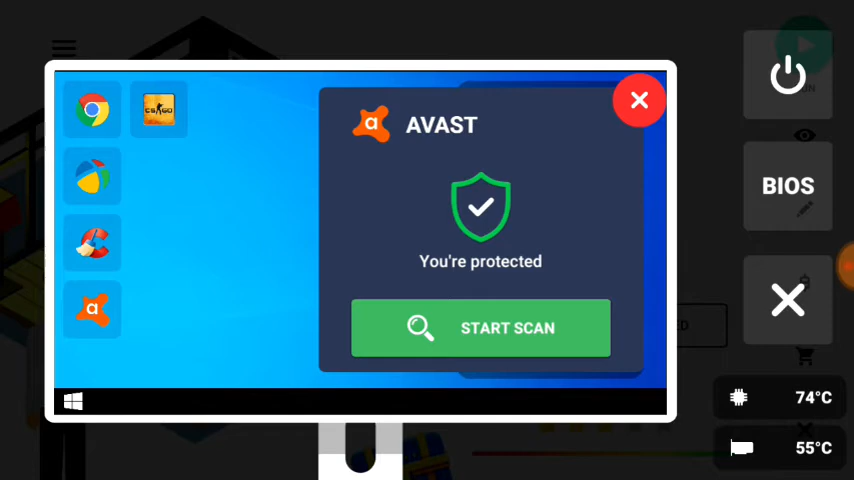 CS GO
a AVAST
You're protected
START SCAN
a
BIOS
74°C
55°C